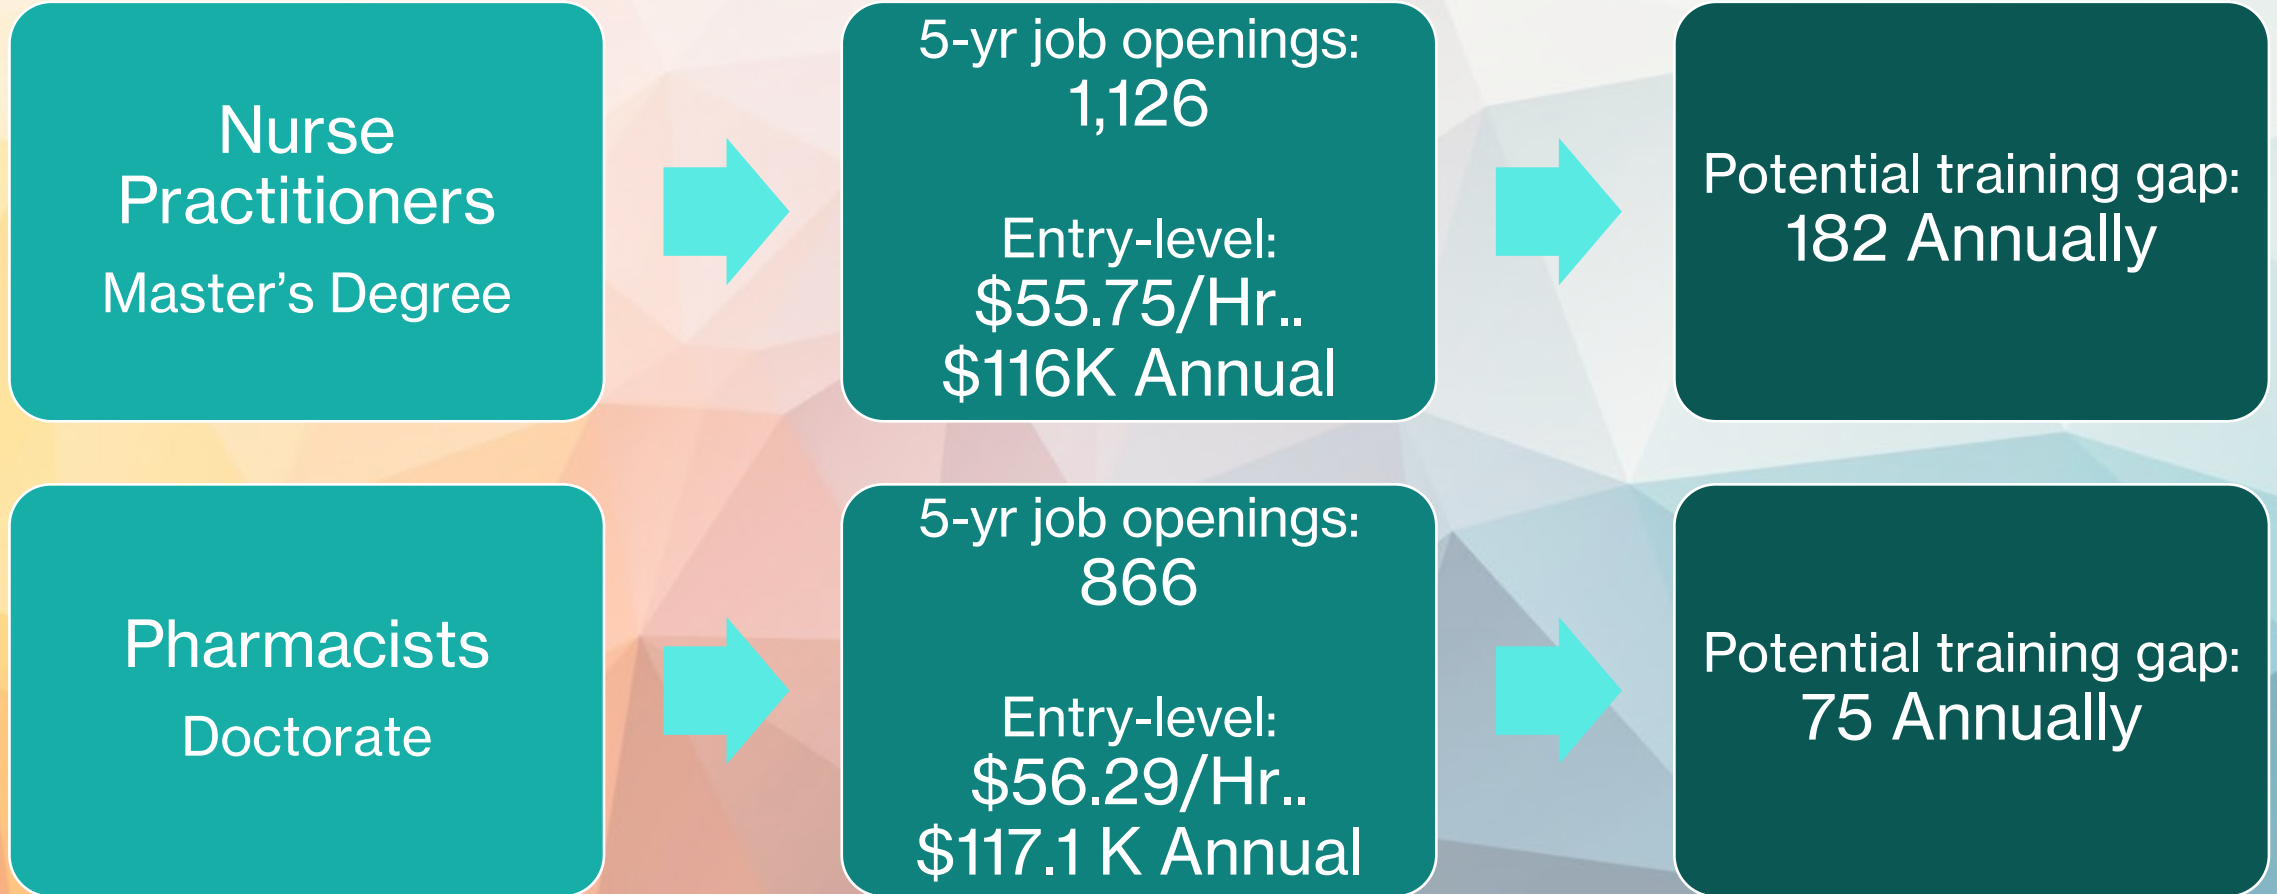 Nurse
Practitioners
Master’s Degree
5-yr job openings:
1,126
Entry-level:
$55.75/Hr..
$116K Annual
Potential training gap:
182 Annually
Pharmacists
Doctorate
5-yr job openings:
866
Entry-level:
$56.29/Hr..
$117.1 K Annual
Potential training gap:
75 Annually